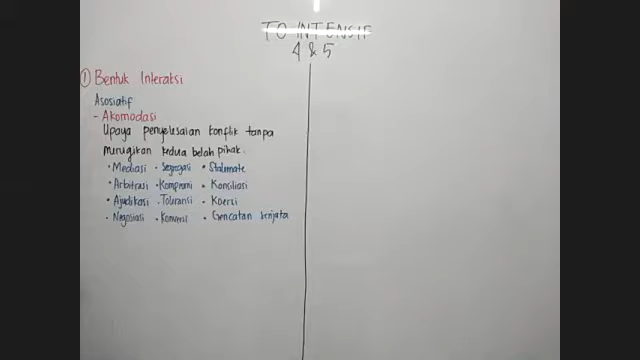 TO INTENSIF
4 & 5
① Bentuk Interaksi
Asosiatif
- Akomodasi
Upaya penyelesaian konflik tanpa
merugikan kedua belah pihak.
• Mediasi • Segregasi • Stalemate
• Arbitrasi • Kompromi • Konsiliasi
• Ajudikasi • Toleransi • Koersi
• Negosiasi • Konversi • Gencatan Senjata